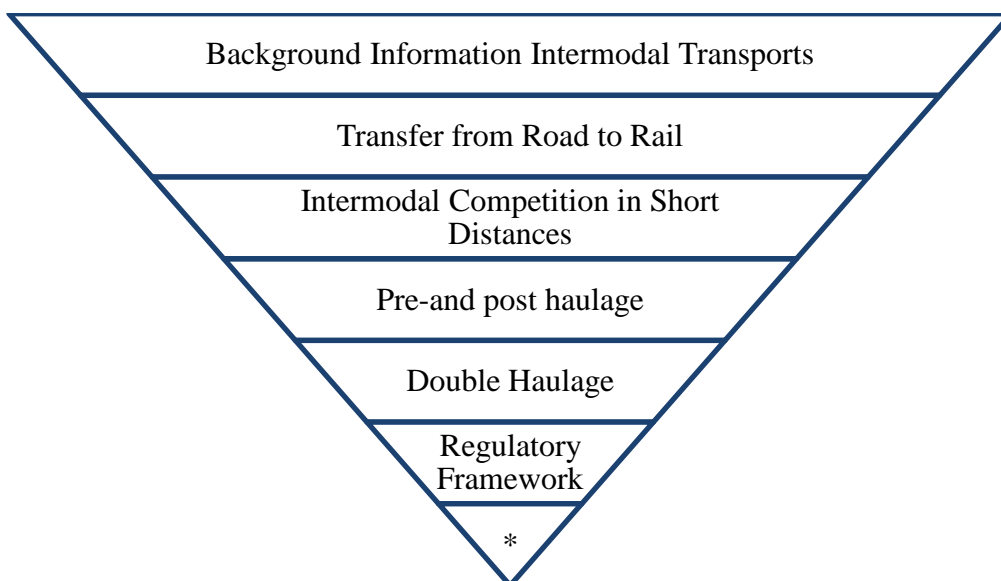 Background Information Intermodal Transports
Transfer from Road to Rail
Intermodal Competition in Short
Distances
Pre-and post haulage
Double Haulage
Regulatory
Framework
*